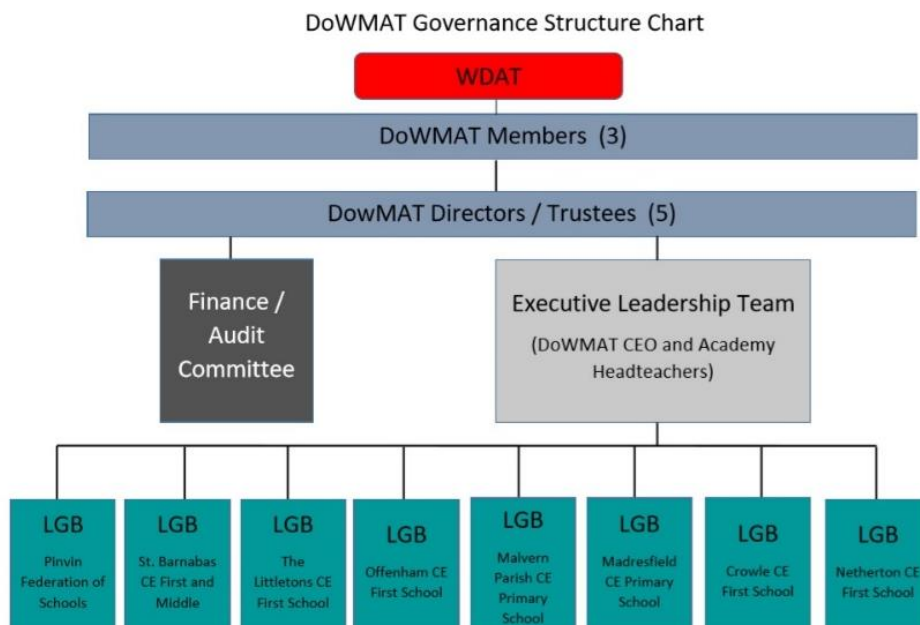 DoWMAT Governance Structure Chart
WDAT
DoWMAT Members (3)
DowMAT Directors / Trustees (5)
Finance /
Audit
Committee
Executive Leadership Team
(DoWMAT CEO and Academy
Headteachers)
LGB
Pinvin
Federation of
Schools
LGB
St. Barnabas
CE First and
Middle
LGB
The
Littletons CE
First School
LGB
Offenham CE
First School
LGB
Malvern
Parish CE
Primary
School
LGB
Madresfield
CE Primary
School
LGB
Crowle CE
First School
LGB
Netherton CE
First School